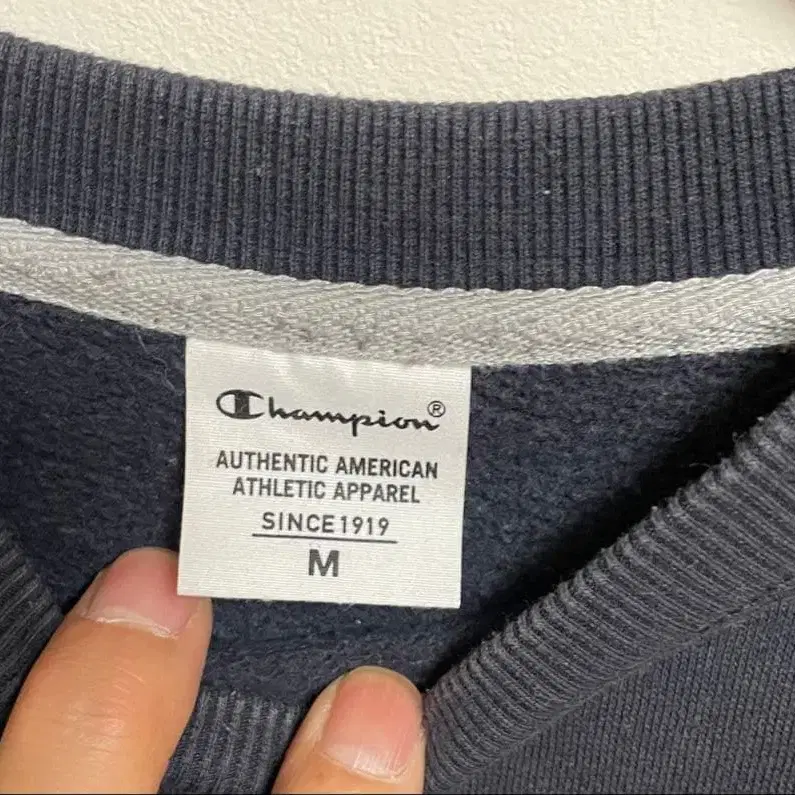 Champion®
AUTHENTIC AMERICAN
ATHLETIC APPAREL
SINCE 1919
M